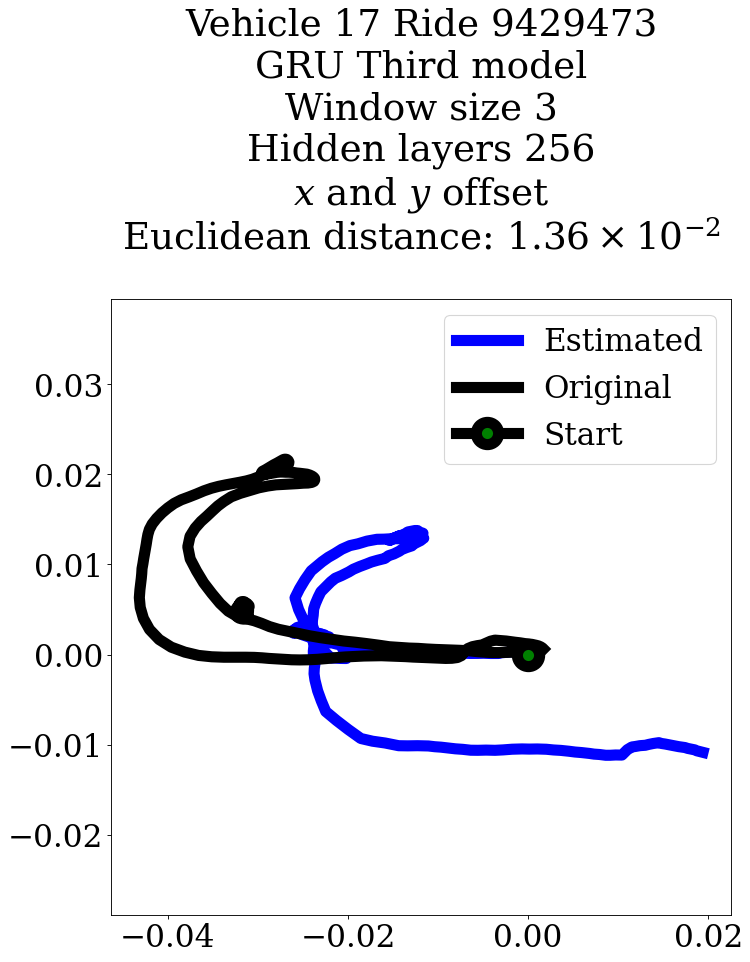 Vehicle 17 Ride 9429473
GRU Third model
Window size 3
Hidden layers 256
x and y offset
Euclidean distance: 1.36 × 10⁻²
Estimated
Original
Start
0.03
0.02
0.01
0.00
−0.01
−0.02
−0.04
−0.02
0.00
0.02